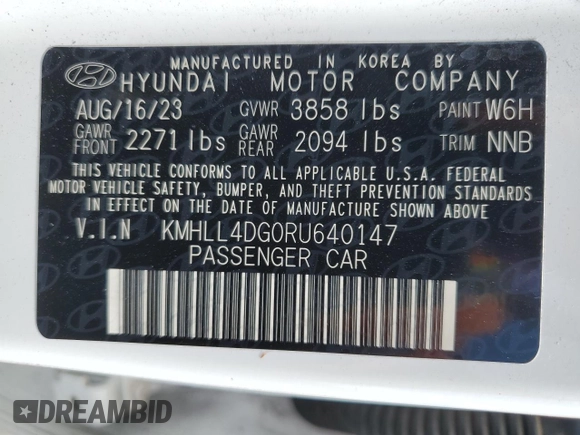 MANUFACTURED IN KOREA BY
HYUNDAI MOTOR COMPANY
AUG/16/23 GVWR 3858 lbs PAINT W6H
GAWR FRONT 2271 lbs GAWR REAR 2094 lbs TRIM NNB
THIS VEHICLE CONFORMS TO ALL APPLICABLE U.S.A. FEDERAL
MOTOR VEHICLE SAFETY, BUMPER, AND THEFT PREVENTION STANDARDS
IN EFFECT ON THE DATE OF MANUFACTURE SHOWN ABOVE
V.I.N KMHLL4DG0RU640147
PASSENGER CAR
DREAMBID